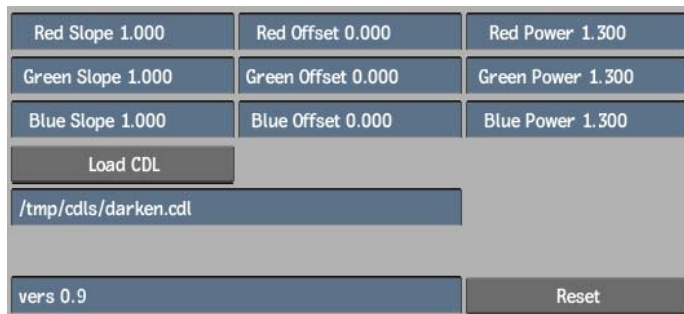 Red Slope 1.000 Red Offset 0.000 Red Power 1.300
Green Slope 1.000 Green Offset 0.000 Green Power 1.300
Blue Slope 1.000 Blue Offset 0.000 Blue Power 1.300
Load CDL
/tmp/cdls/darken.cdl
vers 0.9 Reset